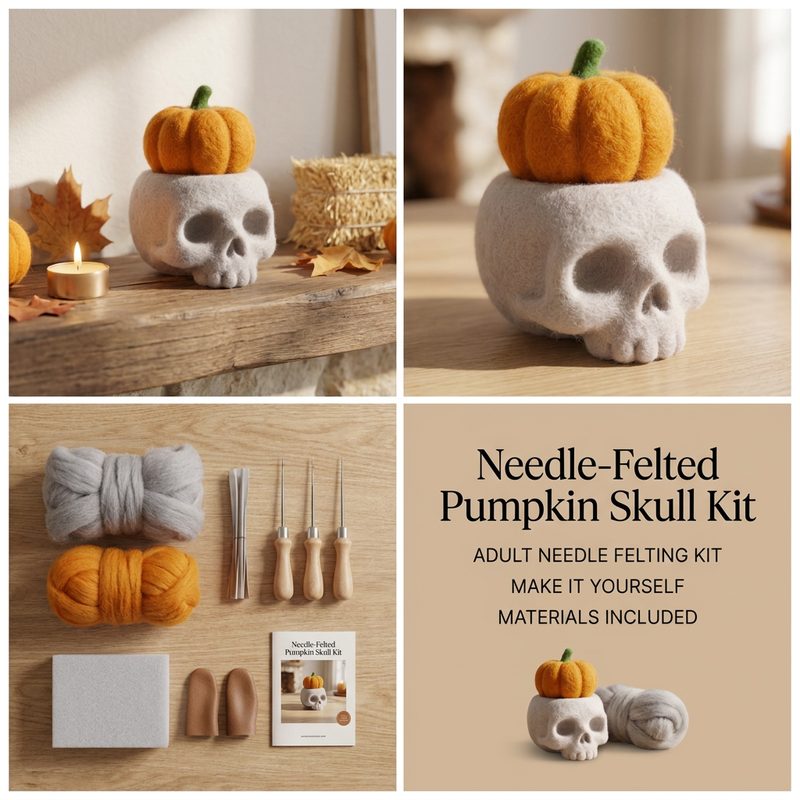 Needle-Felted
Pumpkin Skull Kit
Needle-Felted
Pumpkin Skull Kit
ADULT NEEDLE FELTING KIT
MAKE IT YOURSELF
MATERIALS INCLUDED